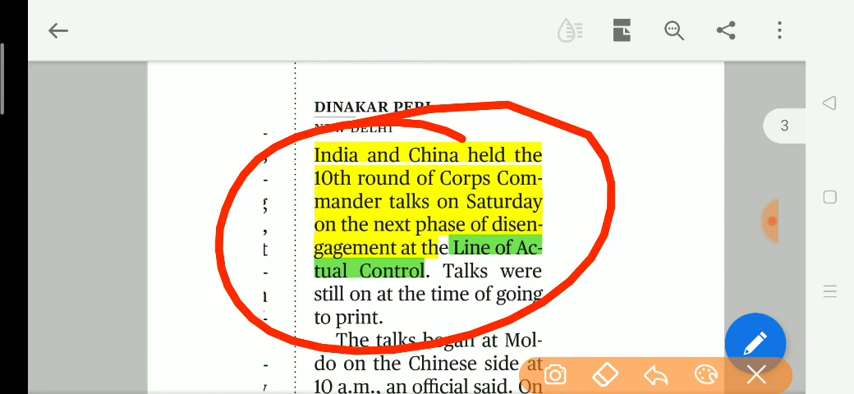 DINAKAR PERI
NEW DELHI
India and China held the
10th round of Corps Com-
mander talks on Saturday
on the next phase of disen-
gagement at the Line of Ac-
tual Control. Talks were
still on at the time of going
to print.
The talks began at Mol-
do on the Chinese side at
10 a.m., an official said. On
3